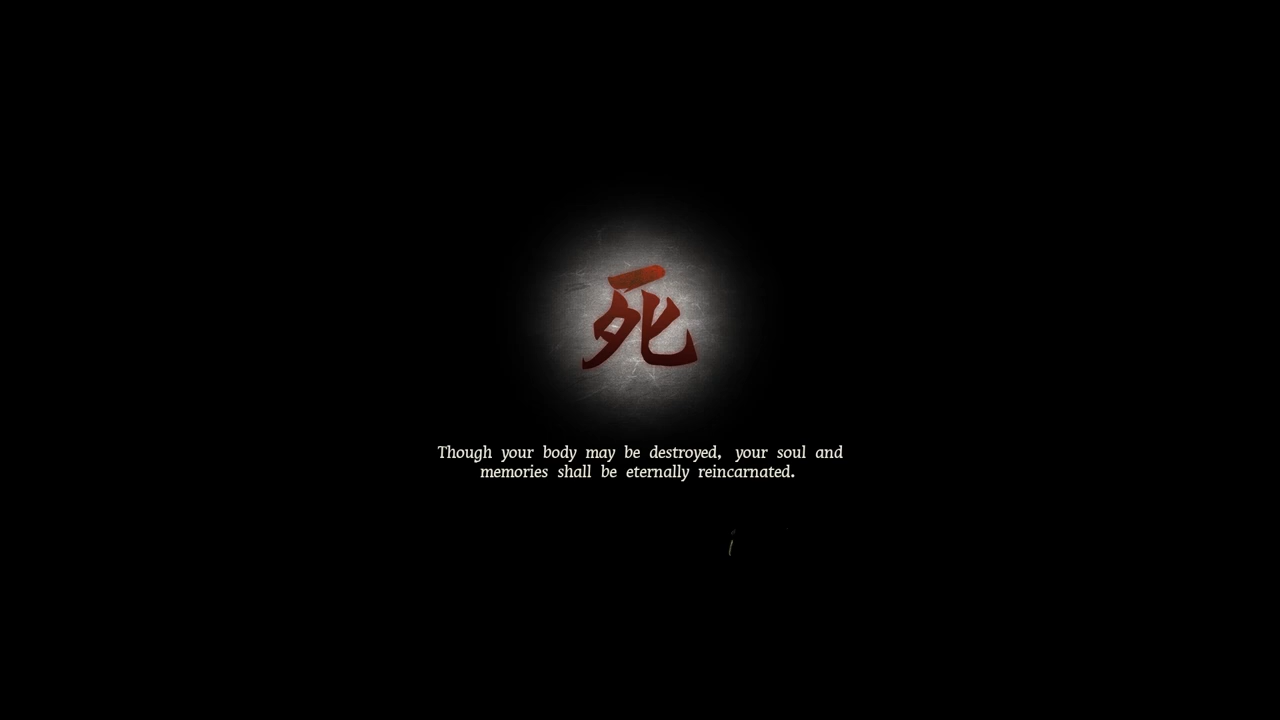 死
Though your body may be destroyed, your soul and
memories shall be eternally reincarnated.